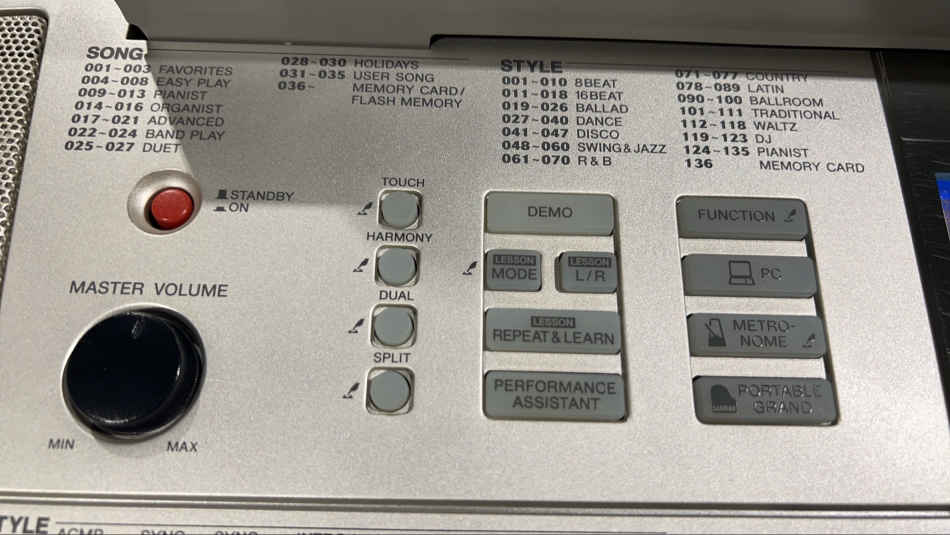 SONG
001~003 FAVORITES
004~008 EASY PLAY
009~013 PIANIST
014~016 ORGANIST
017~021 ADVANCED
022~024 BAND PLAY
025~027 DUET
028~030 HOLIDAYS
031~035 USER SONG
036~ MEMORY CARD/
FLASH MEMORY
STYLE
001~010 8BEAT
011~018 16BEAT
019~026 BALLAD
027~040 DANCE
041~047 DISCO
048~060 SWING&JAZZ
061~070 R&B
071~077 COUNTRY
078~089 LATIN
090~100 BALLROOM
101~111 TRADITIONAL
112~118 WALTZ
119~123 DJ
124~135 PIANIST
136 MEMORY CARD
STANDBY
ON
MASTER VOLUME
MIN
MAX
TOUCH
HARMONY
DUAL
SPLIT
DEMO
LESSON
MODE
LESSON
L/R
LESSON
REPEAT&LEARN
PERFORMANCE
ASSISTANT
FUNCTION
PC
METRO-
NOME
PORTABLE
GRAND
STYLE
ACMP
SYNC
SYNC